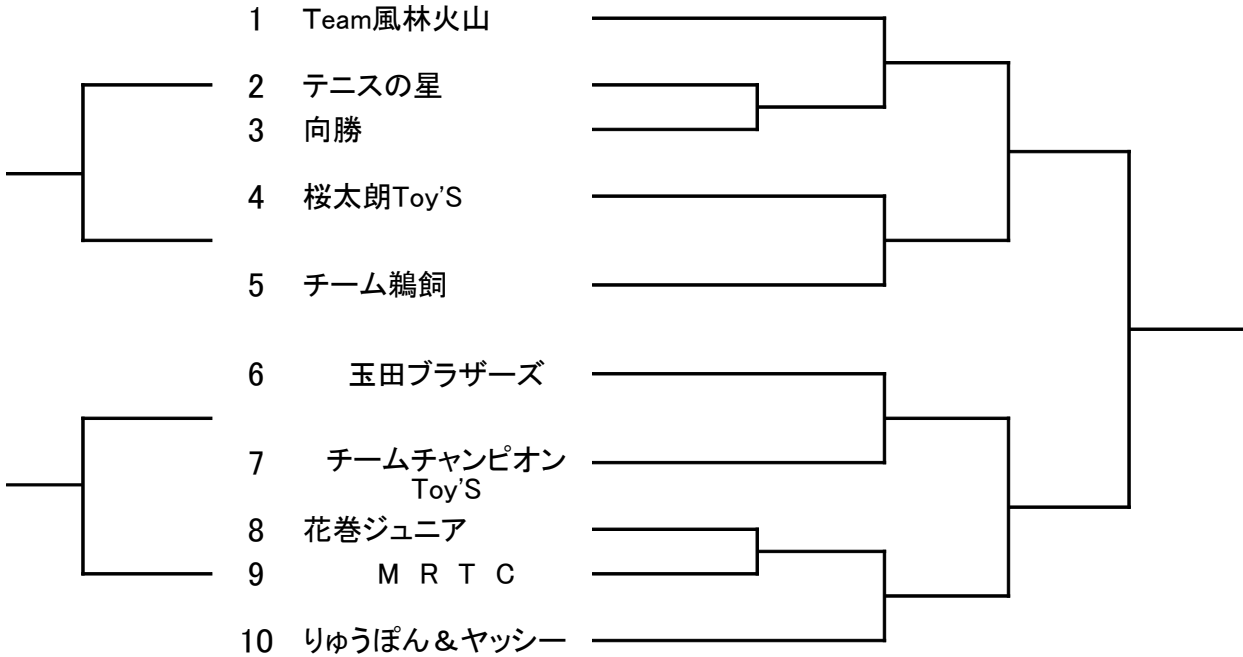 1 Team風林火山
2 テニスの星
3 向勝
4 桜太朗Toy'S
5 チーム鵜飼
6 玉田ブラザーズ
7 チームチャンピオン
Toy'S
8 花巻ジュニア
9 ＭＲＴＣ
10 りゅうぽん＆ヤッシー